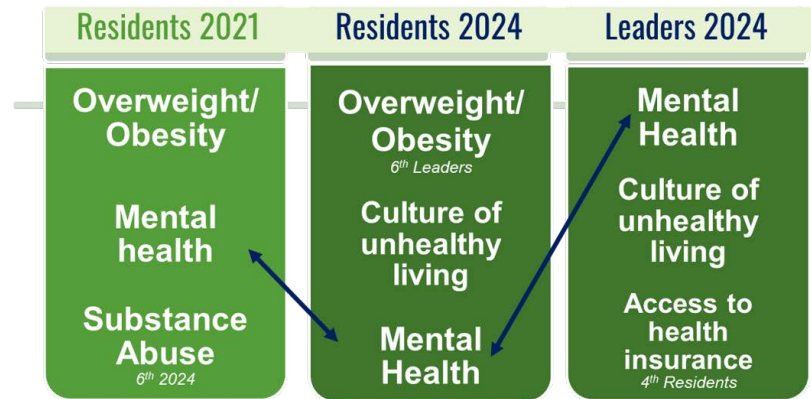 Residents 2021
Overweight/
Obesity
Mental
health
Substance
Abuse
6th 2024
Residents 2024
Overweight/
Obesity
6th Leaders
Culture of
unhealthy
living
Mental
Health
Leaders 2024
Mental
Health
Culture of
unhealthy
living
Access to
health
insurance
4th Residents